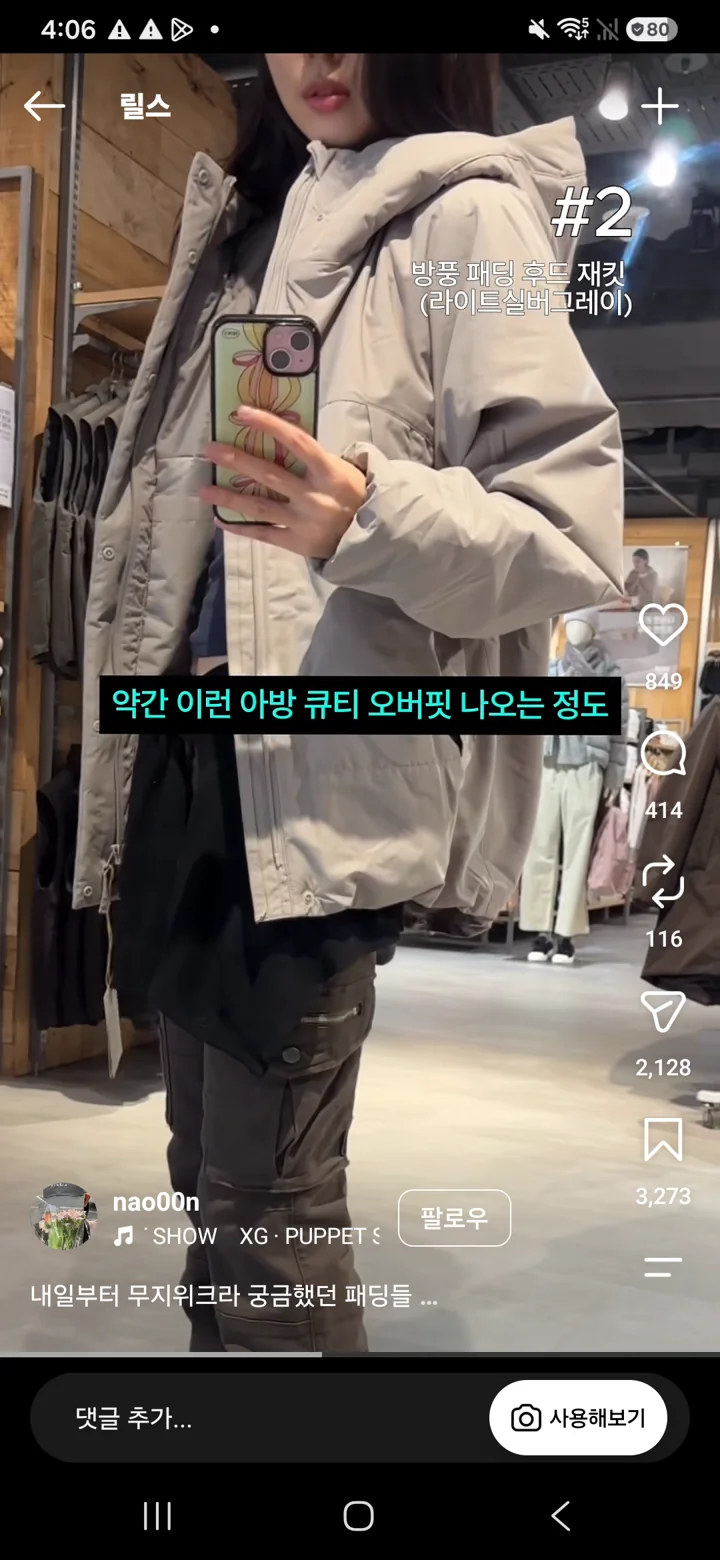 4:06
5
80
릴스
#2
방풍 패딩 후드 재킷
(라이트실버그레이)
849
약간 이런 아방 큐티 오버핏 나오는 정도
414
116
2,128
3,273
nao00n
팔로우
SHOW XG · PUPPET S
내일부터 무지위크라 궁금했던 패딩들 ...
댓글 추가...
사용해보기